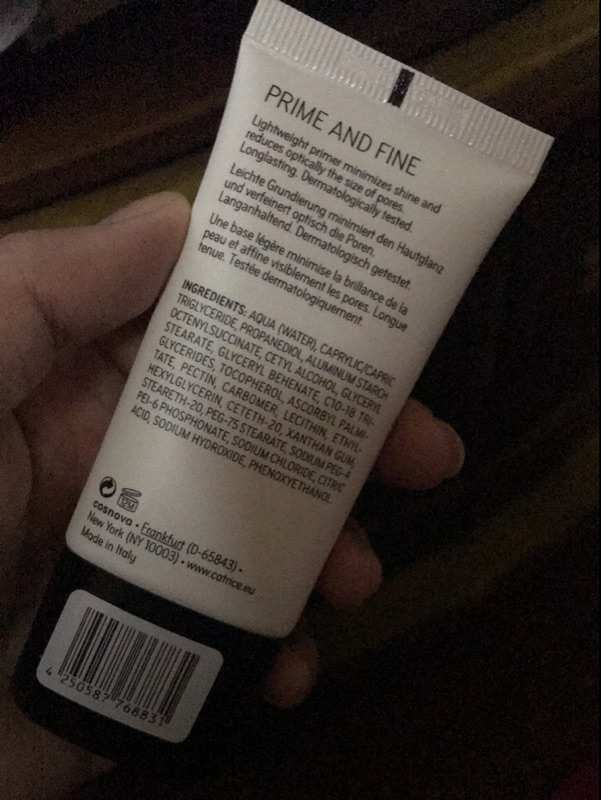 PRIME AND FINE
Lightweight primer minimizes shine and
reduces optically the size of pores.
Longlasting. Dermatologically tested.
Leichte Grundierung minimiert den Hautglanz
und verfeinert optisch die Poren.
Langanhaltend. Dermatologisch getestet.
Une base légère minimise la brillance de la
peau et affine visiblement les pores. Longue
tenue. Testée dermatologiquement.
INGREDIENTS: AQUA (WATER), CAPRYLIC/CAPRIC
TRIGLYCERIDE, PROPANEDIOL, ALUMINUM STARCH
OCTENYLSUCCINATE, CETYL ALCOHOL, GLYCERYL
STEARATE, GLYCERYL BEHENATE, C10-18 TRI-
GLYCERIDES, TOCOPHEROL, ASCORBYL PALMI-
TATE, PECTIN, CARBOMER, LECITHIN, ETHYL-
HEXYLGLYCERIN, CETETH-20, XANTHAN GUM,
STEARETH-20, PEG-75 STEARATE, SODIUM PEG-4
PEI-6 PHOSPHONATE, SODIUM CHLORIDE, CITRIC
ACID, SODIUM HYDROXIDE, PHENOXYETHANOL.
12M
cosnova • Frankfurt (D-65843) •
New York (NY 10003) • www.catrice.eu
Made in Italy
4 250587 768831